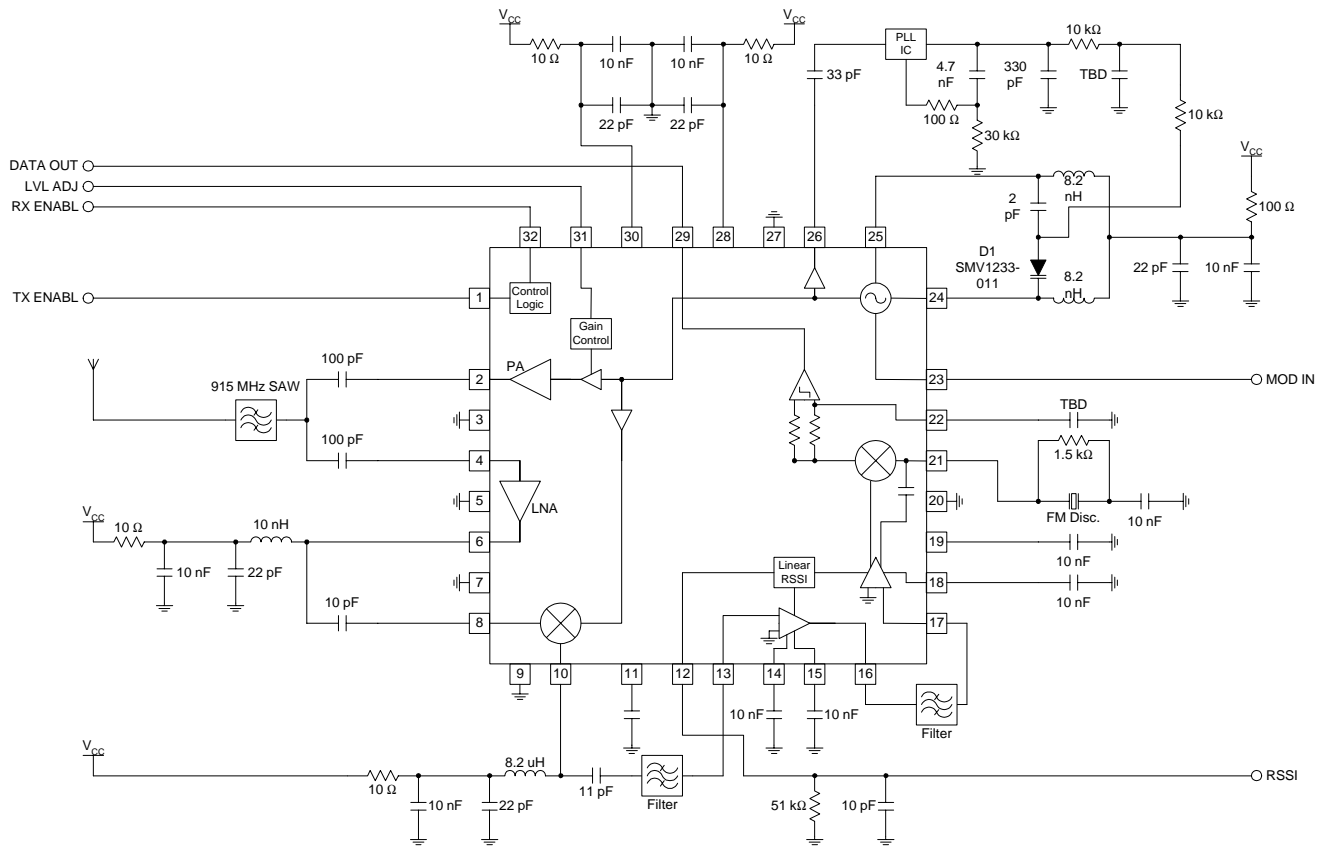 V_CC
V_CC
10 Ω
10 nF
10 nF
10 Ω
22 pF
22 pF
33 pF
PLL
IC
4.7
nF
330
pF
10 kΩ
TBD
100 Ω
30 kΩ
10 kΩ
V_CC
100 Ω
DATA OUT
LVL ADJ
RX ENABL
TX ENABL
8.2
nH
2
pF
D1
SMV1233-
011
8.2
nH
22 pF
10 nF
32
31
30
29
28
27
26
25
1
Control
Logic
Gain
Control
24
100 pF
915 MHz SAW
2
PA
23
MOD IN
3
22
TBD
100 pF
4
21
1.5 kΩ
5
LNA
20
FM Disc.
10 nF
V_CC
10 Ω
10 nH
6
19
10 nF
10 nF
22 pF
7
Linear
RSSI
18
10 nF
10 pF
8
17
9
10
11
12
13
14
15
16
10 nF
10 nF
Filter
V_CC
10 Ω
8.2 uH
11 pF
Filter
RSSI
10 nF
22 pF
51 kΩ
10 pF